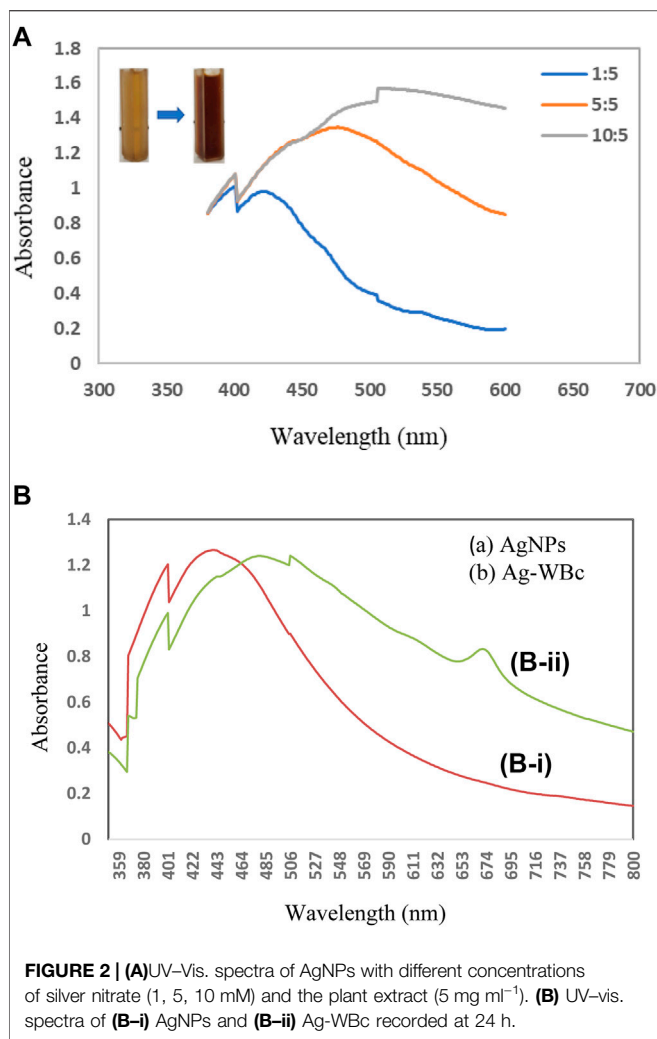 A
1.8
1.6
1.4
1.2
1
0.8
0.6
0.4
0.2
0
Absorbance
1:5
5:5
10:5
300 350 400 450 500 550 600 650 700
Wavelength (nm)
B
1.4
1.2
1
0.8
0.6
0.4
0.2
0
Absorbance
(a) AgNPs
(b) Ag-WBc
(B-ii)
(B-i)
359 380 401 422 443 464 485 506 527 548 569 590 611 632 653 674 695 716 737 758 779 800
Wavelength (nm)
FIGURE 2 | (A)UV–Vis. spectra of AgNPs with different concentrations
of silver nitrate (1, 5, 10 mM) and the plant extract (5 mg ml⁻¹). (B) UV–vis.
spectra of (B–i) AgNPs and (B–ii) Ag-WBc recorded at 24 h.